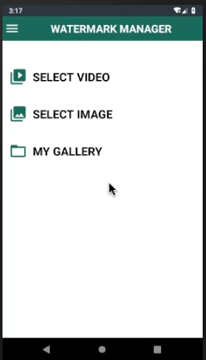 3:17
WATERMARK MANAGER
SELECT VIDEO
SELECT IMAGE
MY GALLERY